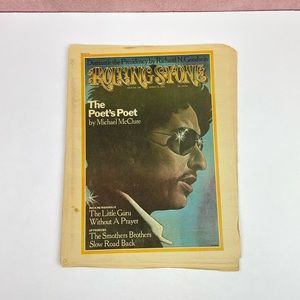 Dismantle the Presidency by Richard N. Goodwin
ROLLING STONE
The
Poet's Poet
by Michael McClure
The Little Guru
Without A Prayer
The Smothers Brothers
Slow Road Back